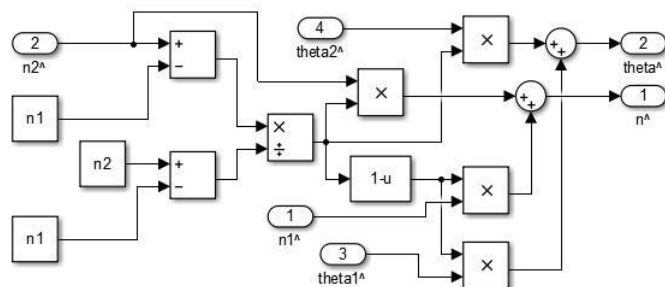 2
n2^
+
−
n1
n2
+
−
n1
×
÷
1-u
4
theta2^
×
×
1
n1^
×
3
theta1^
×
+
+
+
+
2
theta^
1
n^